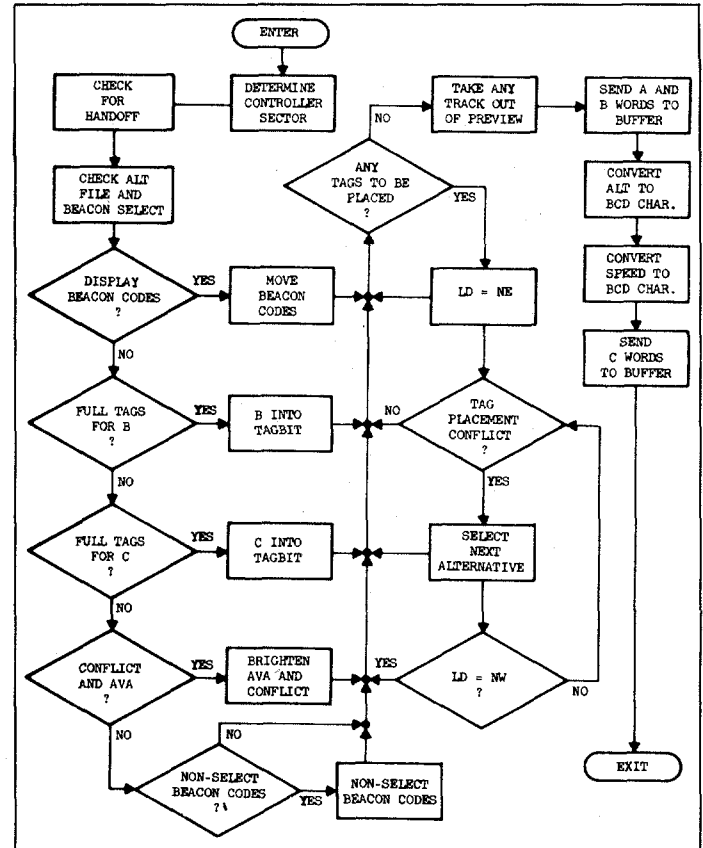 ENTER
DETERMINE
CONTROLLER
SECTOR
CHECK
FOR
HANDOFF
CHECK ALT
FILE AND
BEACON SELECT
DISPLAY
BEACON CODES
?
YES
MOVE
BEACON
CODES
NO
FULL TAGS
FOR B
?
YES
B INTO
TAGBIT
NO
FULL TAGS
FOR C
?
YES
C INTO
TAGBIT
NO
CONFLICT
AND AVA
?
YES
BRIGHTEN
AVA AND
CONFLICT
NO
NON-SELECT
BEACON CODES
?
NO
YES
NON-SELECT
BEACON CODES
ANY
TAGS TO BE
PLACED
?
NO
YES
LD = NE
TAG
PLACEMENT
CONFLICT
?
NO
YES
SELECT
NEXT
ALTERNATIVE
LD = NW
?
YES
NO
TAKE ANY
TRACK OUT
OF PREVIEW
SEND A AND
B WORDS TO
BUFFER
CONVERT
ALT TO
BCD CHAR.
CONVERT
SPEED TO
BCD CHAR.
SEND
C WORDS
TO BUFFER
EXIT